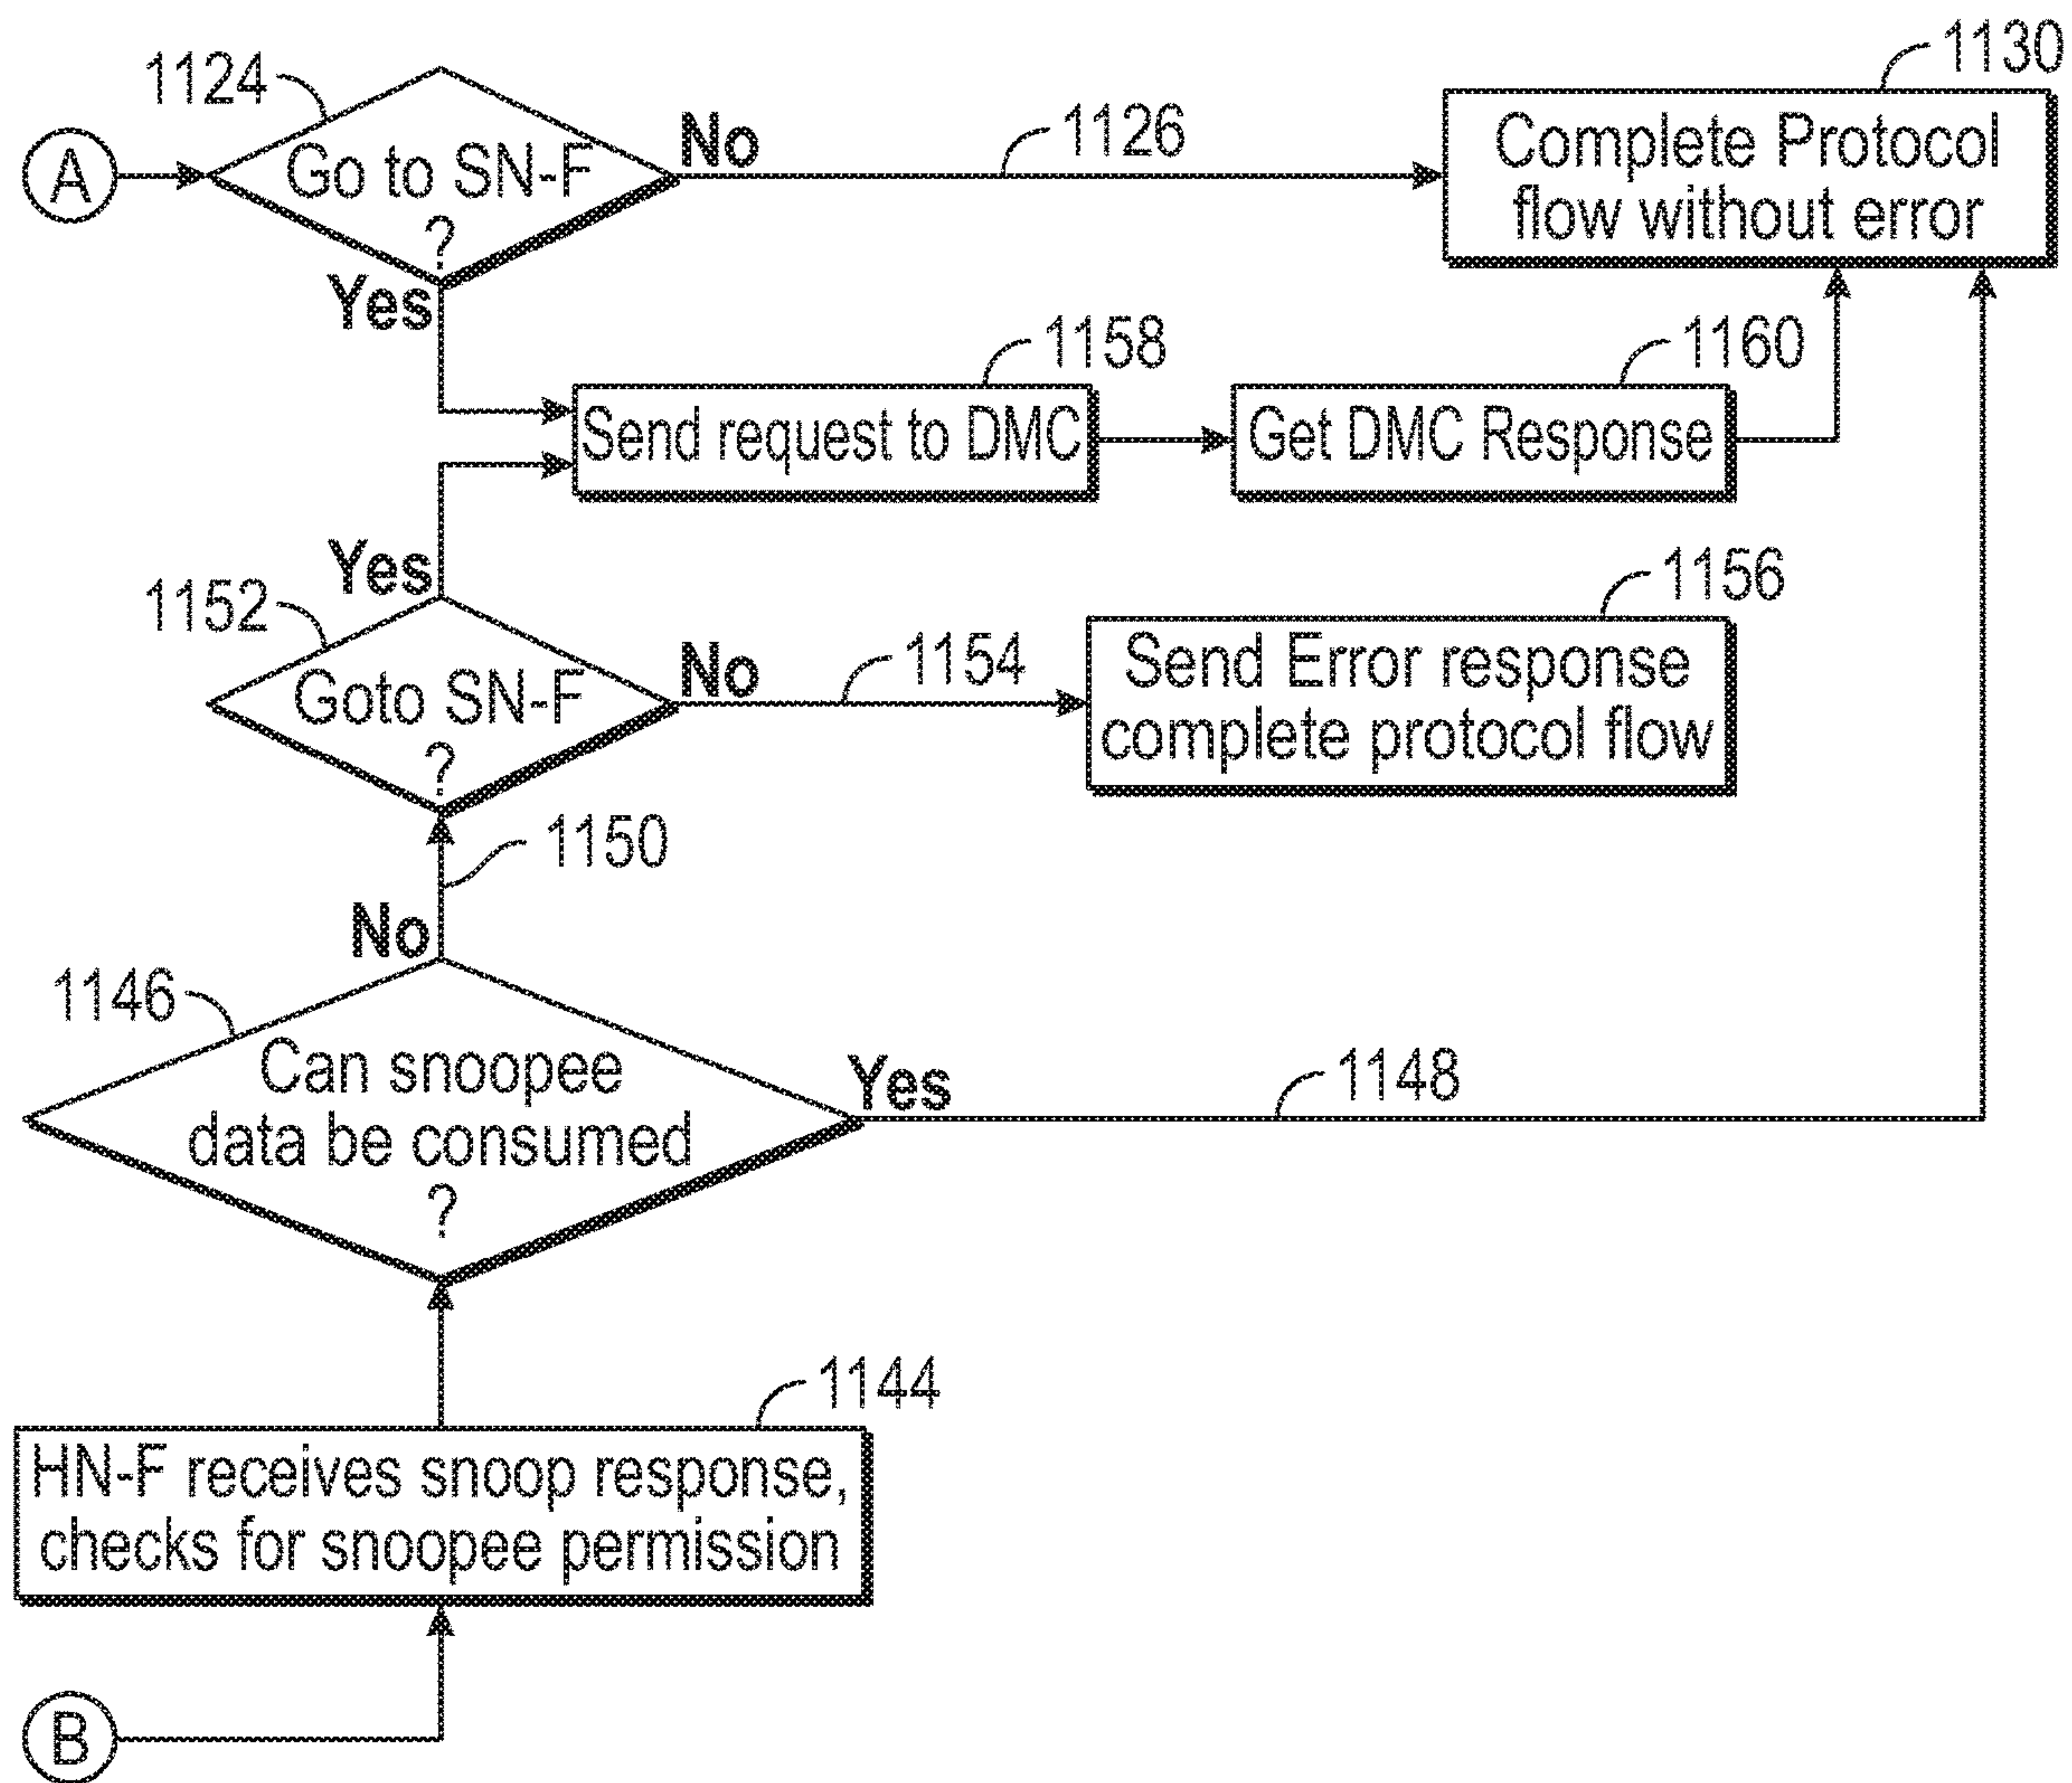 1124
A
Go to SN-F
?
No
1126
1130
Complete Protocol
flow without error
Yes
1158
Send request to DMC
1160
Get DMC Response
Yes
1152
Goto SN-F
?
No
1154
1156
Send Error response
complete protocol flow
1150
No
1146
Can snoopee
data be consumed
?
Yes
1148
1144
HN-F receives snoop response,
checks for snoopee permission
B